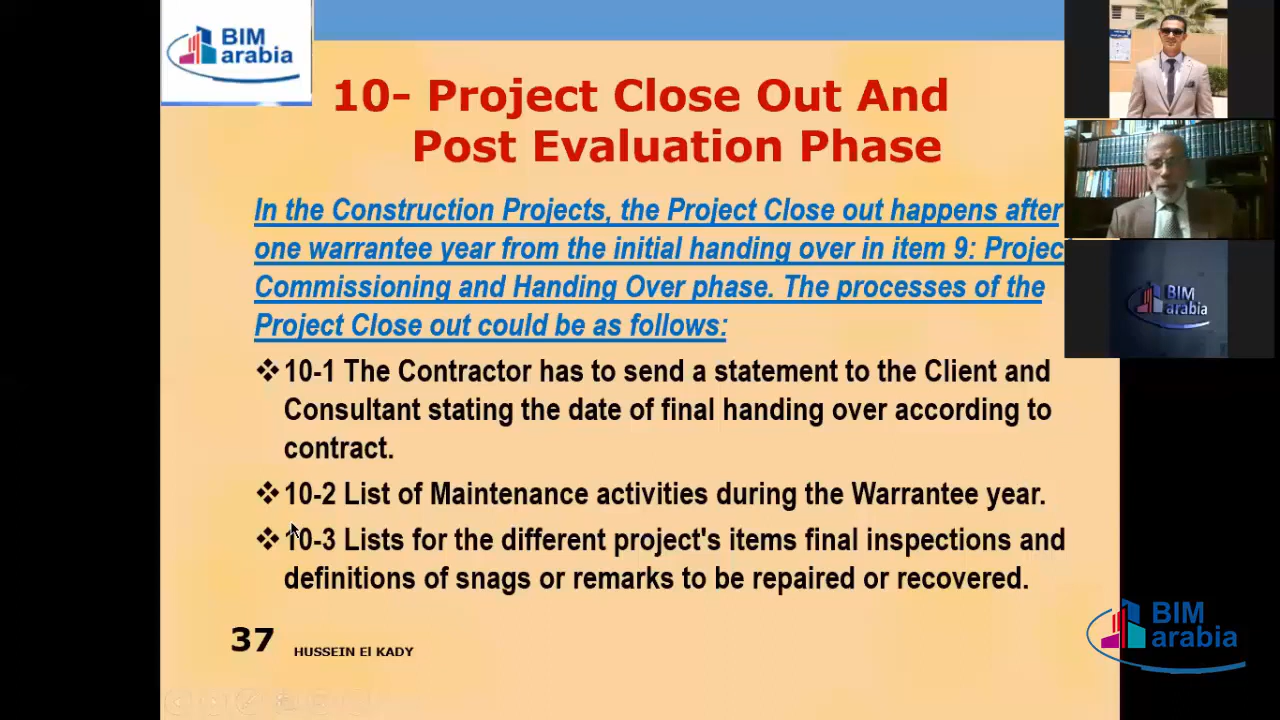 BIM
arabia
10- Project Close Out And
Post Evaluation Phase
In the Construction Projects, the Project Close out happens after
one warrantee year from the initial handing over in item 9: Projec
Commissioning and Handing Over phase. The processes of the
Project Close out could be as follows:
❖ 10-1 The Contractor has to send a statement to the Client and
Consultant stating the date of final handing over according to
contract.
❖ 10-2 List of Maintenance activities during the Warrantee year.
❖ 10-3 Lists for the different project's items final inspections and
definitions of snags or remarks to be repaired or recovered.
37
HUSSEIN El KADY
BIM
arabia
BIM
arabia